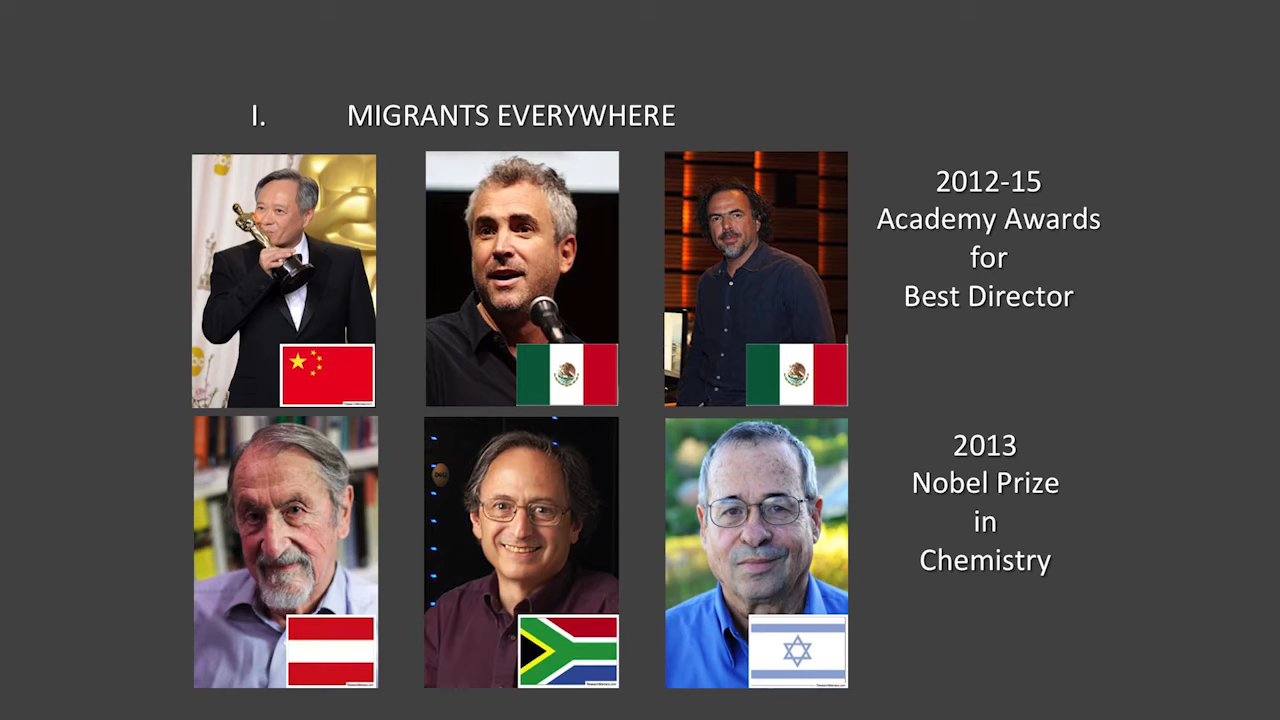 I. MIGRANTS EVERYWHERE
2012-15
Academy Awards
for
Best Director
2013
Nobel Prize
in
Chemistry